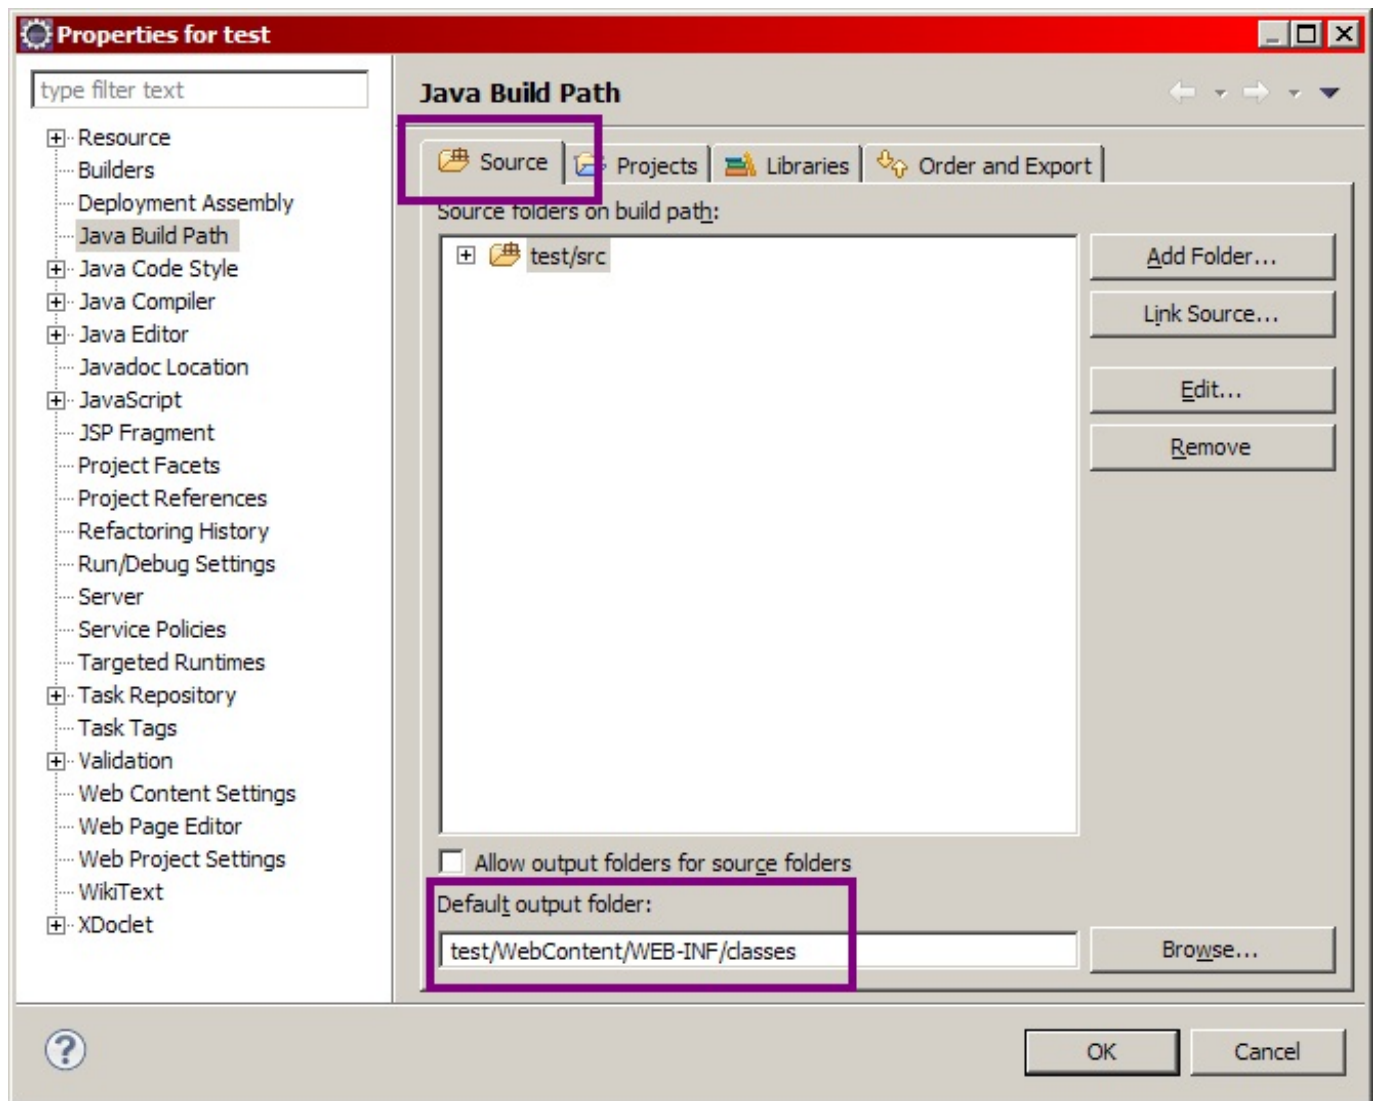 Properties for test
type filter text
Resource
Builders
Deployment Assembly
Java Build Path
Java Code Style
Java Compiler
Java Editor
Javadoc Location
JavaScript
JSP Fragment
Project Facets
Project References
Refactoring History
Run/Debug Settings
Server
Service Policies
Targeted Runtimes
Task Repository
Task Tags
Validation
Web Content Settings
Web Page Editor
Web Project Settings
WikiText
XDoclet
Java Build Path
Source Projects Libraries Order and Export
Source folders on build path:
test/src
Add Folder...
Link Source...
Edit...
Remove
Allow output folders for source folders
Default output folder:
test/WebContent/WEB-INF/classes
Browse...
OK Cancel